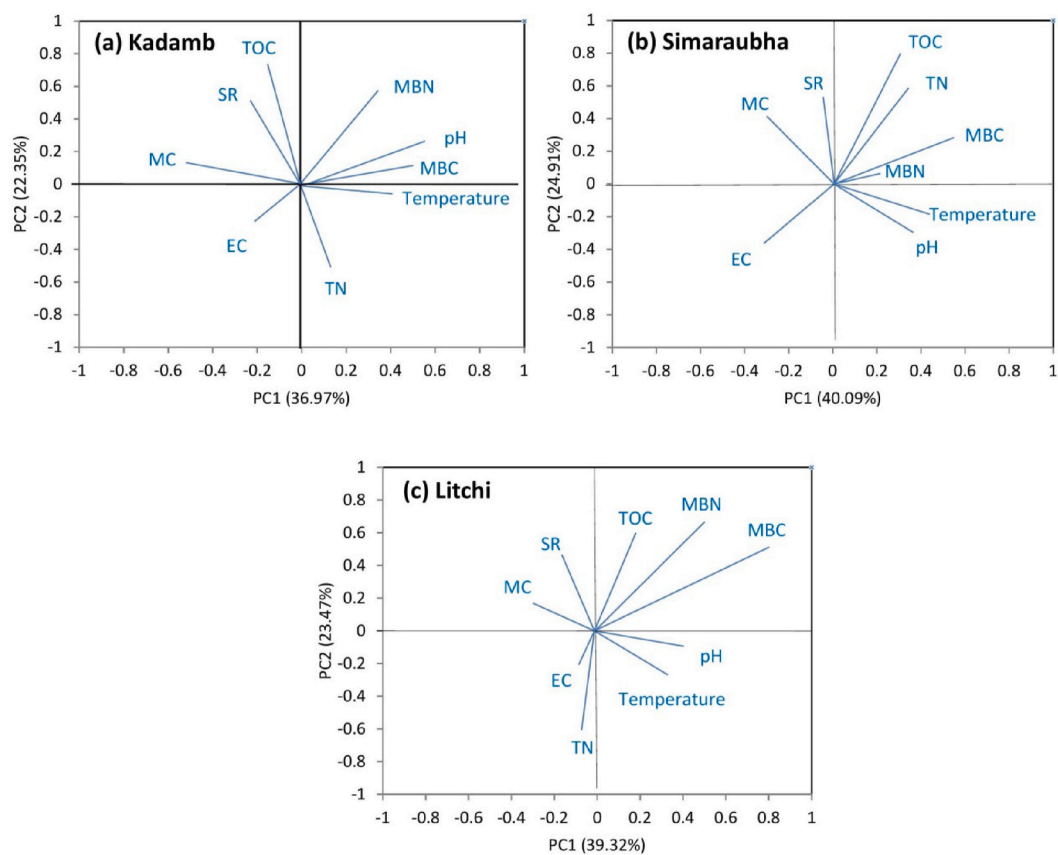 (a) Kadamb
TOC
SR
MBN
pH
MC
MBC
Temperature
EC
TN
1
0.8
0.6
0.4
0.2
0
-0.2
-0.4
-0.6
-0.8
-1
PC2 (22.35%)
-1 -0.8 -0.6 -0.4 -0.2 0 0.2 0.4 0.6 0.8 1
PC1 (36.97%)
(b) Simaraubha
TOC
SR
TN
MC
MBC
MBN
Temperature
pH
EC
1
0.8
0.6
0.4
0.2
0
-0.2
-0.4
-0.6
-0.8
-1
PC2 (24.91%)
-1 -0.8 -0.6 -0.4 -0.2 0 0.2 0.4 0.6 0.8 1
PC1 (40.09%)
(c) Litchi
MBN
TOC
MBC
SR
MC
pH
EC
Temperature
TN
1
0.8
0.6
0.4
0.2
0
-0.2
-0.4
-0.6
-0.8
-1
PC2 (23.47%)
-1 -0.8 -0.6 -0.4 -0.2 0 0.2 0.4 0.6 0.8 1
PC1 (39.32%)